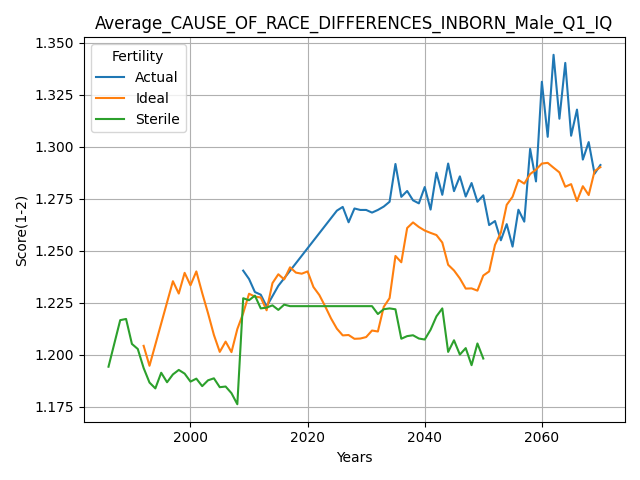 Average_CAUSE_OF_RACE_DIFFERENCES_INBORN_Male_Q1_IQ
Fertility
Actual
Ideal
Sterile
Score(1-2)
1.350
1.325
1.300
1.275
1.250
1.225
1.200
1.175
2000 2020 2040 2060
Years